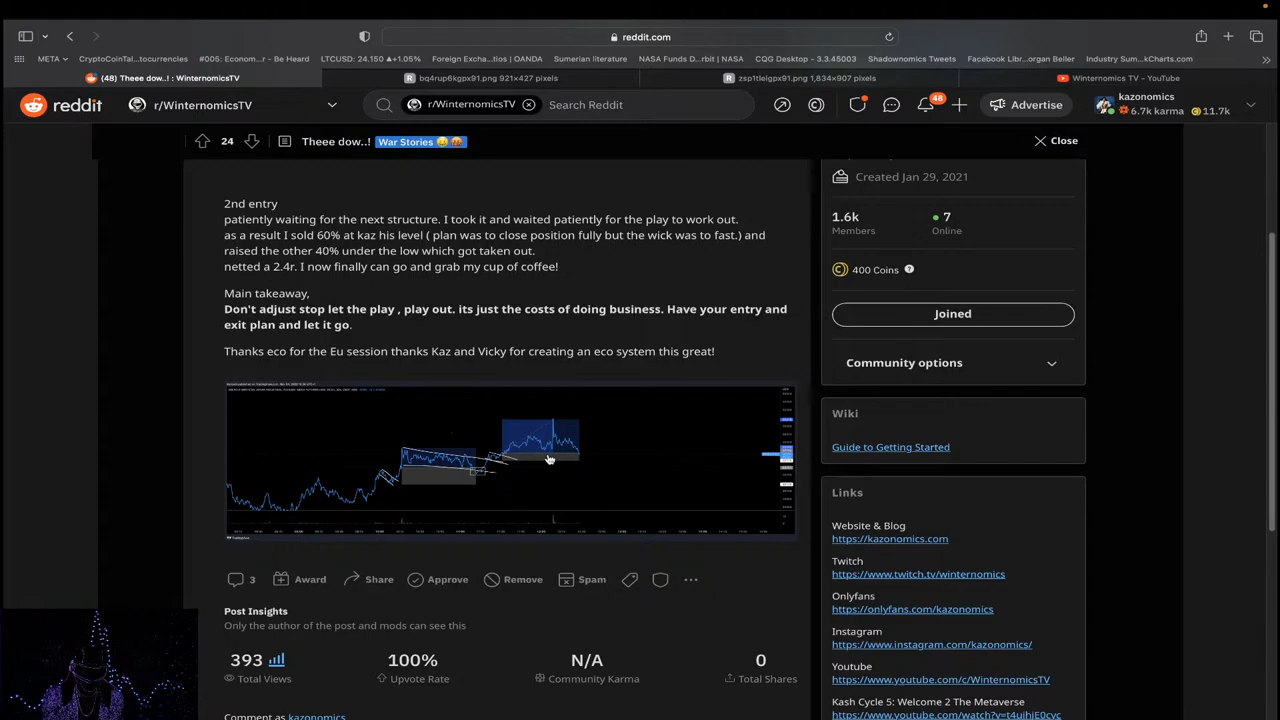 reddit.com
META
CryptoCoinTal...tocurrencies
#005: Econom...r - Be Heard
LTCUSD: 24.150 ▲+1.05%
Foreign Excha...tios | OANDA
Sumerian literature
NASA Funds D...rbit | NASA
CQG Desktop - 3.3.45003
Shadownomics Tweets
Facebook Libr...organ Beller
Industry Sum...kCharts.com
(48) Theee dow..! : WinternomicsTV
bq4rup6kgpx91.png 921×427 pixels
zsp1tleigpx91.png 1,834×907 pixels
Winternomics TV - YouTube
reddit
r/WinternomicsTV
r/WinternomicsTV
Search Reddit
48
Advertise
kazonomics
6.7k karma
11.7k
24
Theee dow..!
War Stories
Close
2nd entry
patiently waiting for the next structure. I took it and waited patiently for the play to work out.
as a result I sold 60% at kaz his level ( plan was to close position fully but the wick was to fast.) and
raised the other 40% under the low which got taken out.
netted a 2.4r. I now finally can go and grab my cup of coffee!
Main takeaway,
Don't adjust stop let the play , play out. its just the costs of doing business. Have your entry and
exit plan and let it go.
Thanks eco for the Eu session thanks Kaz and Vicky for creating an eco system this great!
3
Award
Share
Approve
Remove
Spam
Post Insights
Only the author of the post and mods can see this
393
Total Views
100%
Upvote Rate
N/A
Community Karma
0
Total Shares
Comment as kazonomics
Created Jan 29, 2021
1.6k
Members
7
Online
400 Coins
Joined
Community options
Wiki
Guide to Getting Started
Links
Website & Blog
https://kazonomics.com
Twitch
https://www.twitch.tv/winternomics
Onlyfans
https://onlyfans.com/kazonomics
Instagram
https://www.instagram.com/kazonomics/
Youtube
https://www.youtube.com/c/WinternomicsTV
Kash Cycle 5: Welcome 2 The Metaverse